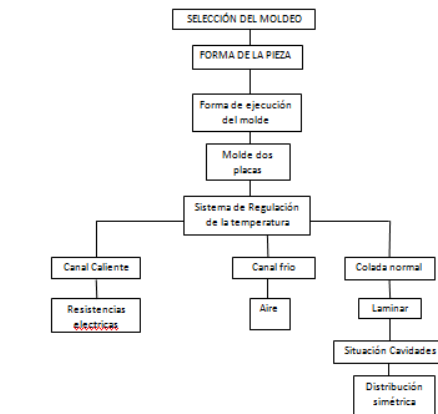 SELECCIÓN DEL MOLDEO
FORMA DE LA PIEZA
Forma de ejecución
del molde
Molde dos
placas
Sistema de Regulación
de la temperatura
Canal Caliente
Canal frio
Colada normal
Resistencias
electricas
Aire
Laminar
Situación Cavidades
Distribución
simétrica